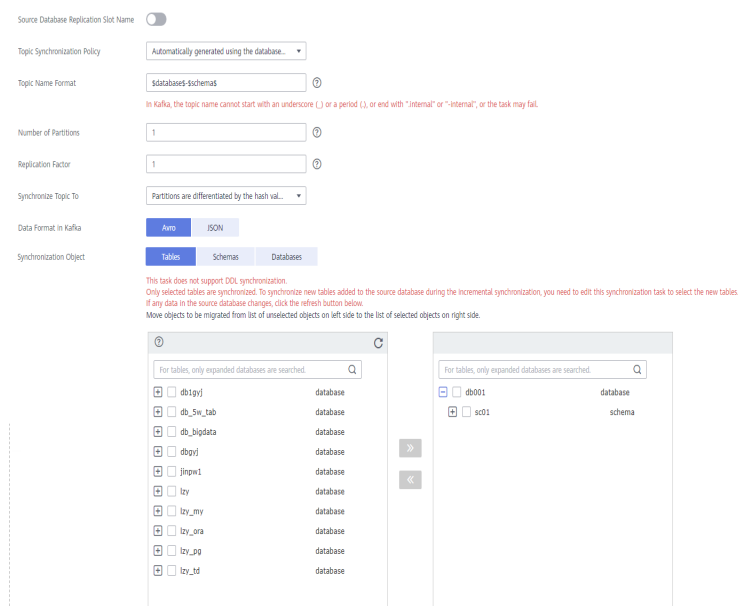 Source Database Replication Slot Name
Topic Synchronization Policy
Automatically generated using the database...
Topic Name Format
$database$-$schema$
In Kafka, the topic name cannot start with an underscore (_) or a period (.), or end with ".internal" or "-internal", or the task may fail.
Number of Partitions
1
Replication Factor
1
Synchronize Topic To
Partitions are differentiated by the hash val...
Data Format in Kafka
Avro JSON
Synchronization Object
Tables Schemas Databases
This task does not support DDL synchronization.
Only selected tables are synchronized. To synchronize new tables added to the source database during the incremental synchronization, you need to edit this synchronization task to select the new tables
If any data in the source database changes, click the refresh button below.
Move objects to be migrated from list of unselected objects on left side to the list of selected objects on right side.
For tables, only expanded databases are searched.
db1gyj database
db_5w_tab database
db_bigdata database
dbgyj database
jinpw1 database
lzy database
lzy_my database
lzy_ora database
lzy_pg database
lzy_td database
For tables, only expanded databases are searched.
db001 database
sc01 schema